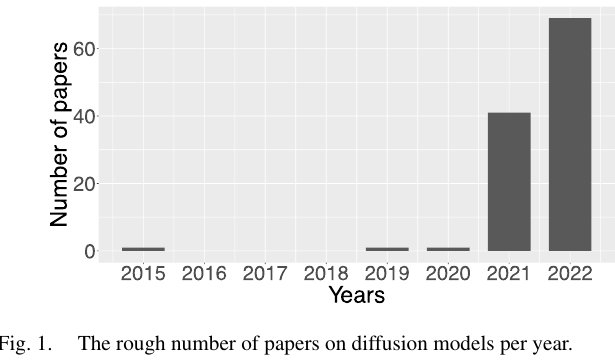 Number of papers
60
40
20
0
2015 2016 2017 2018 2019 2020 2021 2022
Years
Fig. 1. The rough number of papers on diffusion models per year.